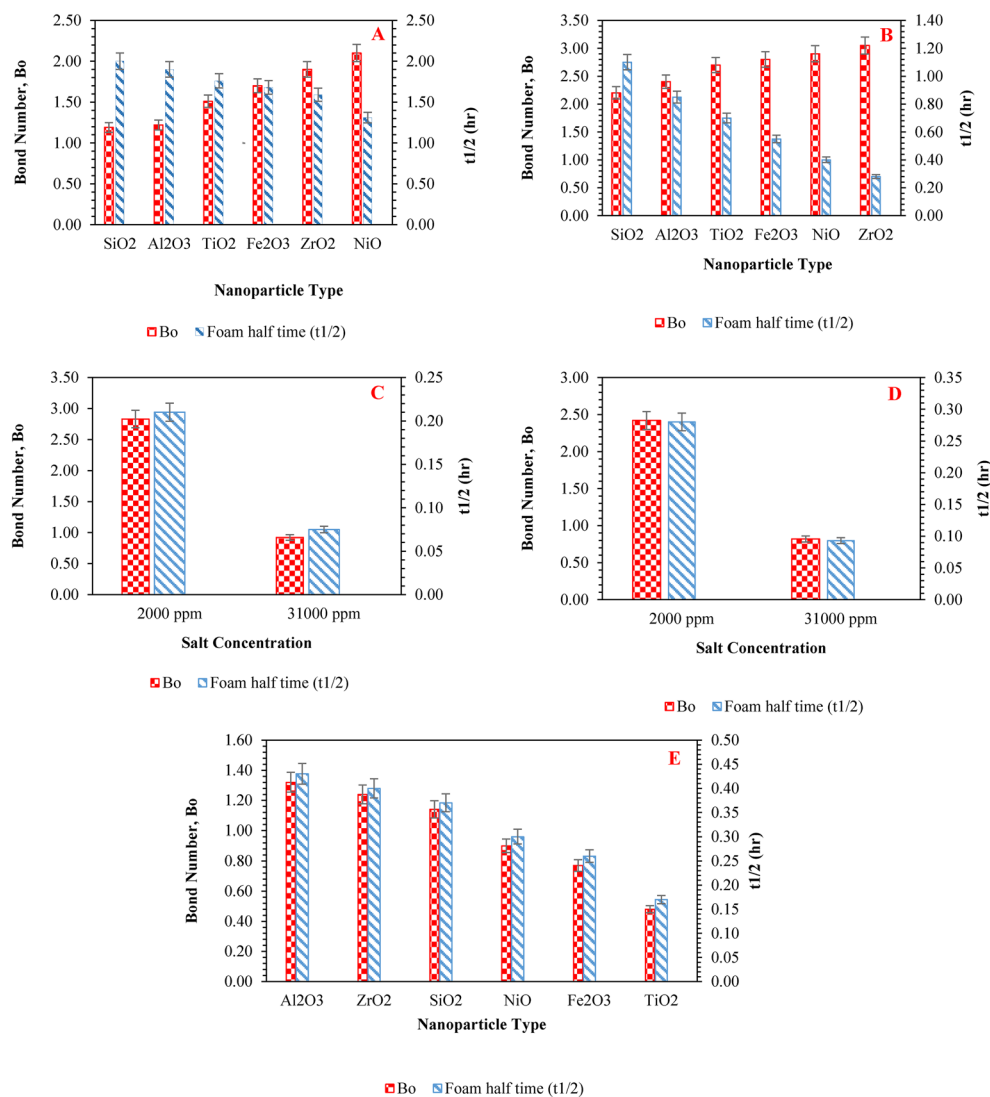 A
Bond Number, Bo
2.50
2.00
1.50
1.00
0.50
0.00
2.50
2.00
1.50
1.00
0.50
0.00
t1/2 (hr)
SiO2 Al2O3 TiO2 Fe2O3 ZrO2 NiO
Nanoparticle Type
Bo Foam half time (t1/2)
B
Bond Number, Bo
3.50
3.00
2.50
2.00
1.50
1.00
0.50
0.00
1.40
1.20
1.00
0.80
0.60
0.40
0.20
0.00
t1/2 (hr)
SiO2 Al2O3 TiO2 Fe2O3 NiO ZrO2
Nanoparticle Type
Bo Foam half time (t1/2)
C
Bond Number, Bo
3.50
3.00
2.50
2.00
1.50
1.00
0.50
0.00
0.25
0.20
0.15
0.10
0.05
0.00
t1/2 (hr)
2000 ppm 31000 ppm
Salt Concentration
Bo Foam half time (t1/2)
D
Bond Number, Bo
3.00
2.50
2.00
1.50
1.00
0.50
0.00
0.35
0.30
0.25
0.20
0.15
0.10
0.05
0.00
t1/2 (hr)
2000 ppm 31000 ppm
Salt Concentration
Bo Foam half time (t1/2)
E
Bond Number, Bo
1.60
1.40
1.20
1.00
0.80
0.60
0.40
0.20
0.00
0.50
0.45
0.40
0.35
0.30
0.25
0.20
0.15
0.10
0.05
0.00
t1/2 (hr)
Al2O3 ZrO2 SiO2 NiO Fe2O3 TiO2
Nanoparticle Type
Bo Foam half time (t1/2)